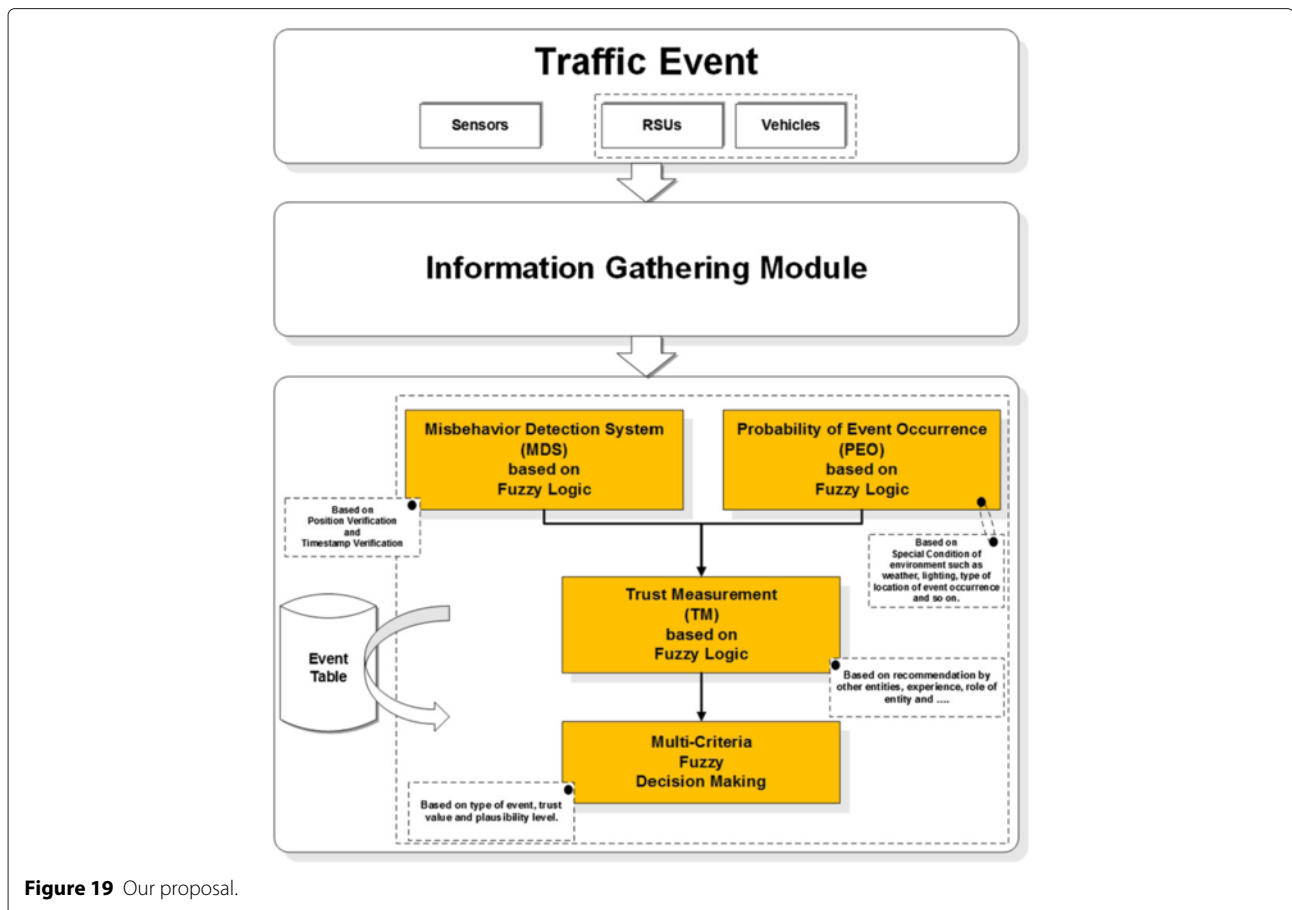 Traffic Event
Sensors
RSUs
Vehicles
Information Gathering Module
Misbehavior Detection System
(MDS)
based on
Fuzzy Logic
Probability of Event Occurrence
(PEO)
based on
Fuzzy Logic
Based on
Position Verification
and
Timestamp Verification
Based on
Special Condition of
environment such as
weather, lighting, type of
location of event occurrence
and so on.
Trust Measurement
(TM)
based on
Fuzzy Logic
Event
Table
Based on recommendation by
other entities, experience, role of
entity and ....
Multi-Criteria
Fuzzy
Decision Making
Based on type of event, trust
value and plausibility level.
Figure 19 Our proposal.